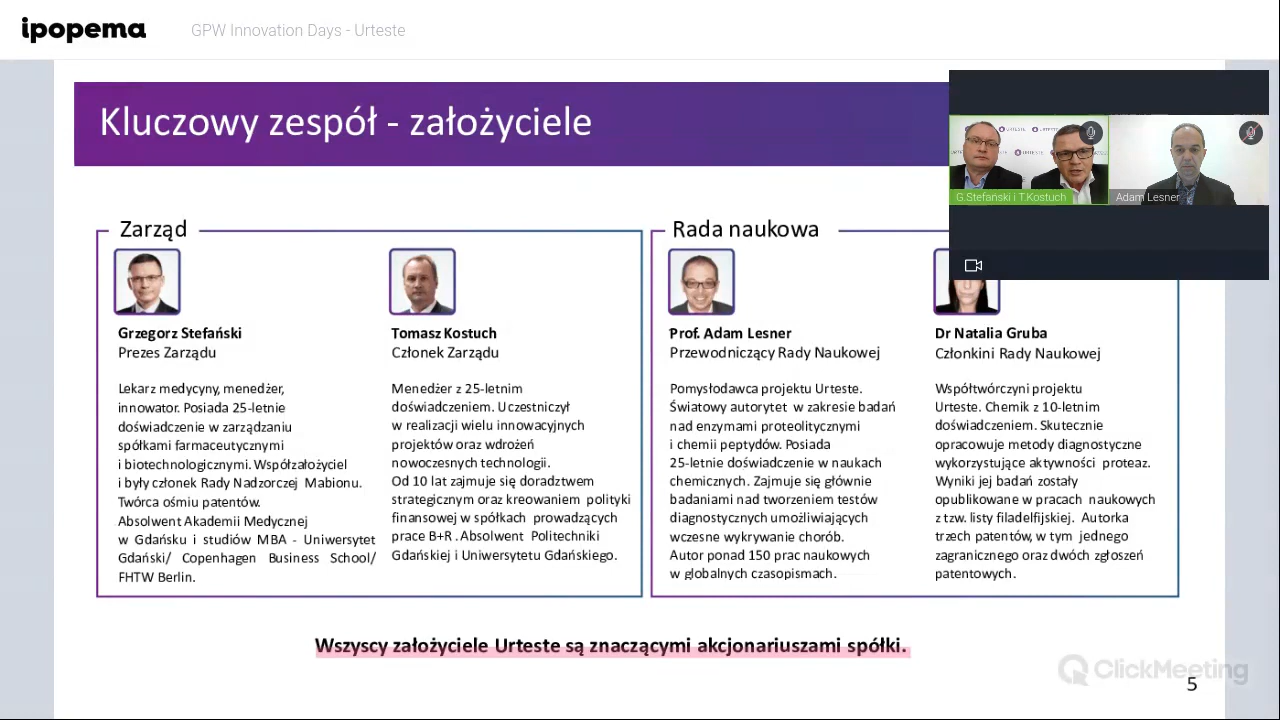 ipopema
GPW Innovation Days - Urteste
Kluczowy zespół - założyciele
URTESTE
URTESTE
G.Stefański i T.Kostuch
Adam Lesner
Zarząd
Grzegorz Stefański
Prezes Zarządu
Lekarz medycyny, menedżer,
innowator. Posiada 25-letnie
doświadczenie w zarządzaniu
spółkami farmaceutycznymi
i biotechnologicznymi. Współzałożyciel
i były członek Rady Nadzorczej Mabionu.
Twórca ośmiu patentów.
Absolwent Akademii Medycznej
w Gdańsku i studiów MBA - Uniwersytet
Gdański/ Copenhagen Business School/
FHTW Berlin.
Tomasz Kostuch
Członek Zarządu
Menedżer z 25-letnim
doświadczeniem. Uczestniczył
w realizacji wielu innowacyjnych
projektów oraz wdrożeń
nowoczesnych technologii.
Od 10 lat zajmuje się doradztwem
strategicznym oraz kreowaniem polityki
finansowej w spółkach prowadzących
prace B+R . Absolwent Politechniki
Gdańskiej i Uniwersytetu Gdańskiego.
Rada naukowa
Prof. Adam Lesner
Przewodniczący Rady Naukowej
Pomysłodawca projektu Urteste.
Światowy autorytet w zakresie badań
nad enzymami proteolitycznymi
i chemii peptydów. Posiada
25-letnie doświadczenie w naukach
chemicznych. Zajmuje się głównie
badaniami nad tworzeniem testów
diagnostycznych umożliwiających
wczesne wykrywanie chorób.
Autor ponad 150 prac naukowych
w globalnych czasopismach.
Dr Natalia Gruba
Członkini Rady Naukowej
Współtwórczyni projektu
Urteste. Chemik z 10-letnim
doświadczeniem. Skutecznie
opracowuje metody diagnostyczne
wykorzystujące aktywności proteaz.
Wyniki jej badań zostały
opublikowane w pracach naukowych
z tzw. listy filadelfijskiej. Autorka
trzech patentów, w tym jednego
zagranicznego oraz dwóch zgłoszeń
patentowych.
Wszyscy założyciele Urteste są znaczącymi akcjonariuszami spółki.
ClickMeeting
5